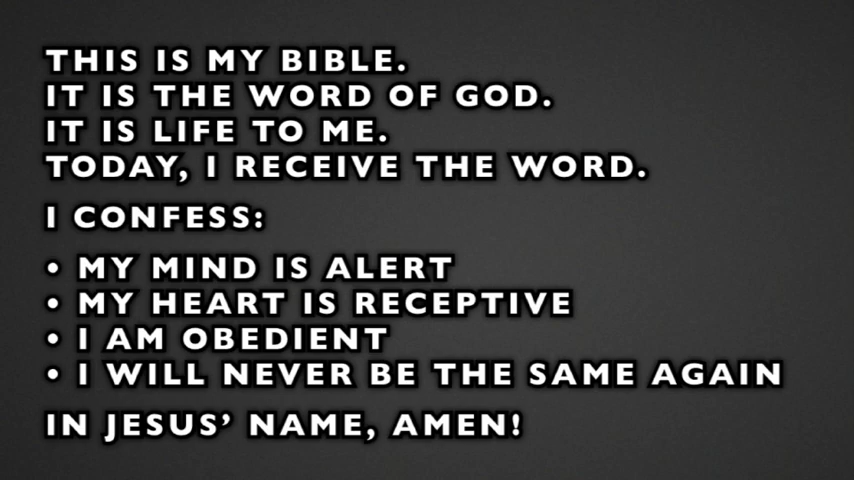 THIS IS MY BIBLE.
IT IS THE WORD OF GOD.
IT IS LIFE TO ME.
TODAY, I RECEIVE THE WORD.
I CONFESS:
• MY MIND IS ALERT
• MY HEART IS RECEPTIVE
• I AM OBEDIENT
• I WILL NEVER BE THE SAME AGAIN
IN JESUS’ NAME, AMEN!